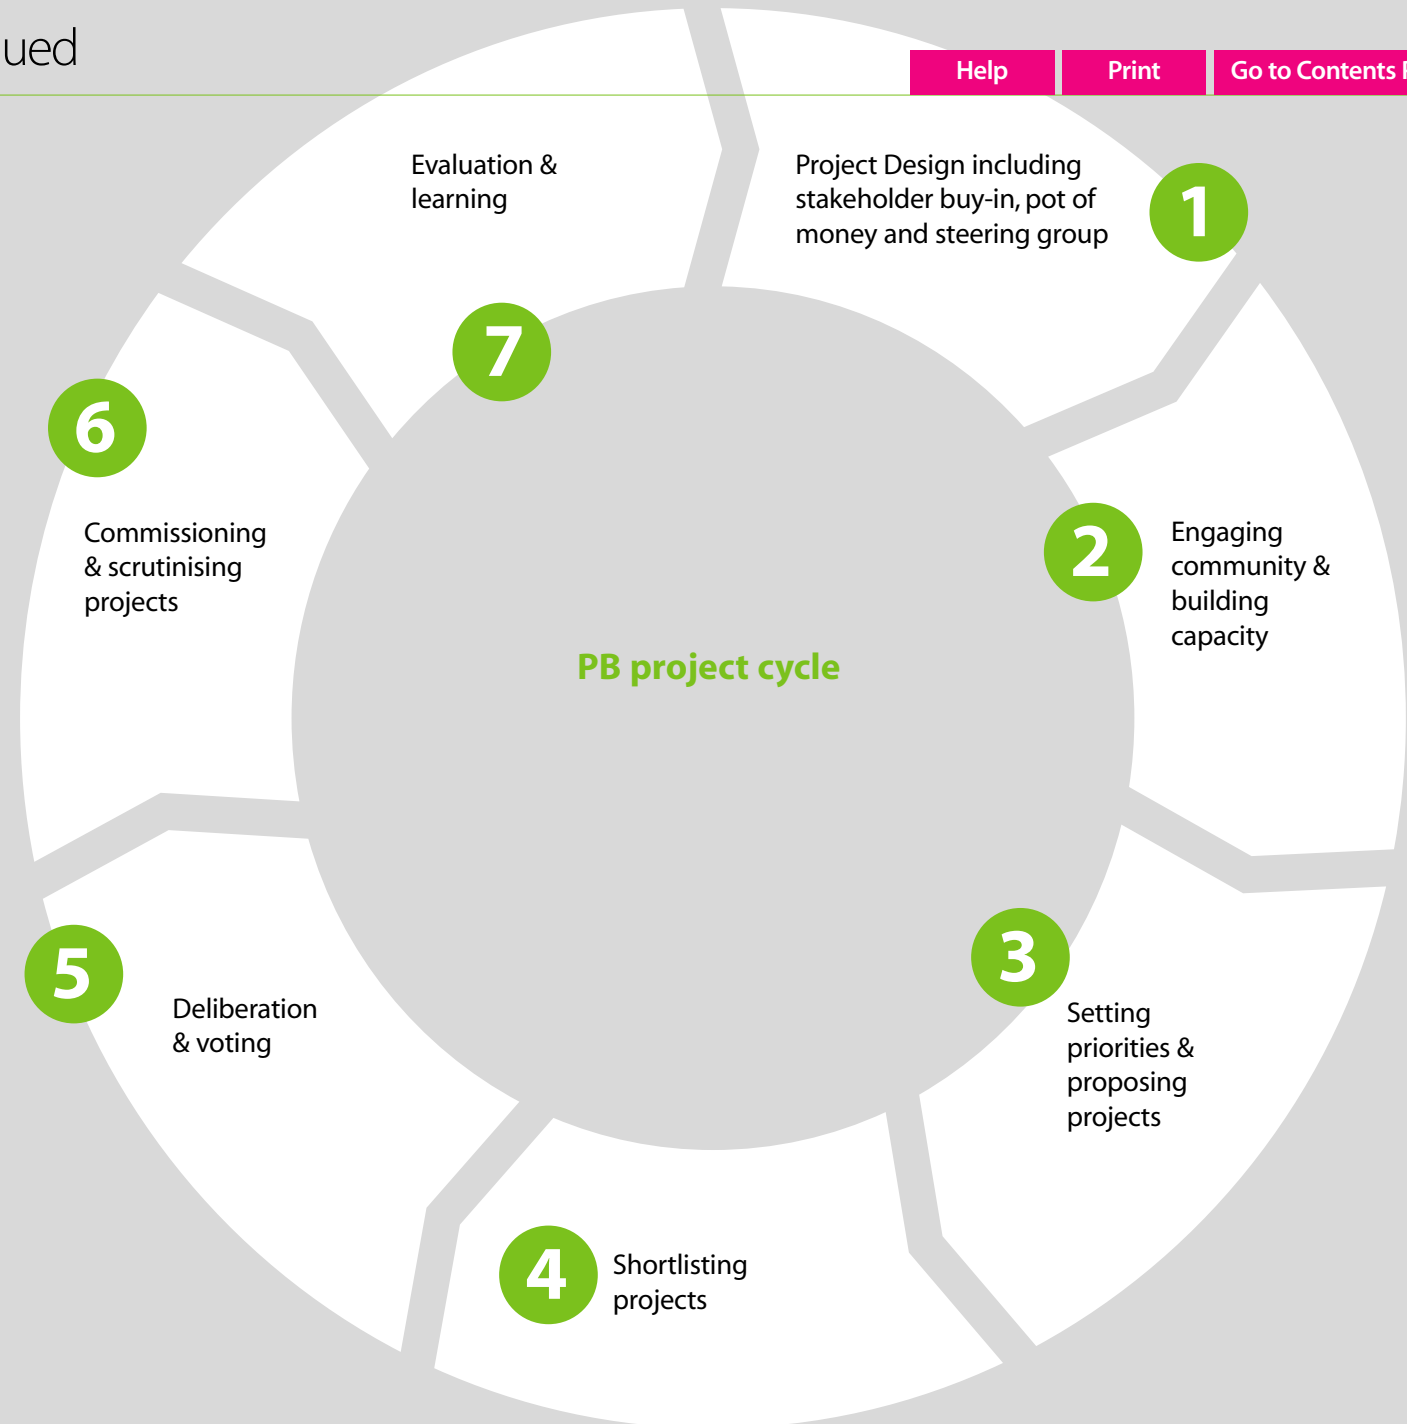 ued
Help
Print
Go to Contents
Evaluation &
learning
7
Project Design including
stakeholder buy-in, pot of
money and steering group
1
2
Engaging
community &
building
capacity
3
Setting
priorities &
proposing
projects
4
Shortlisting
projects
5
Deliberation
& voting
6
Commissioning
& scrutinising
projects
PB project cycle